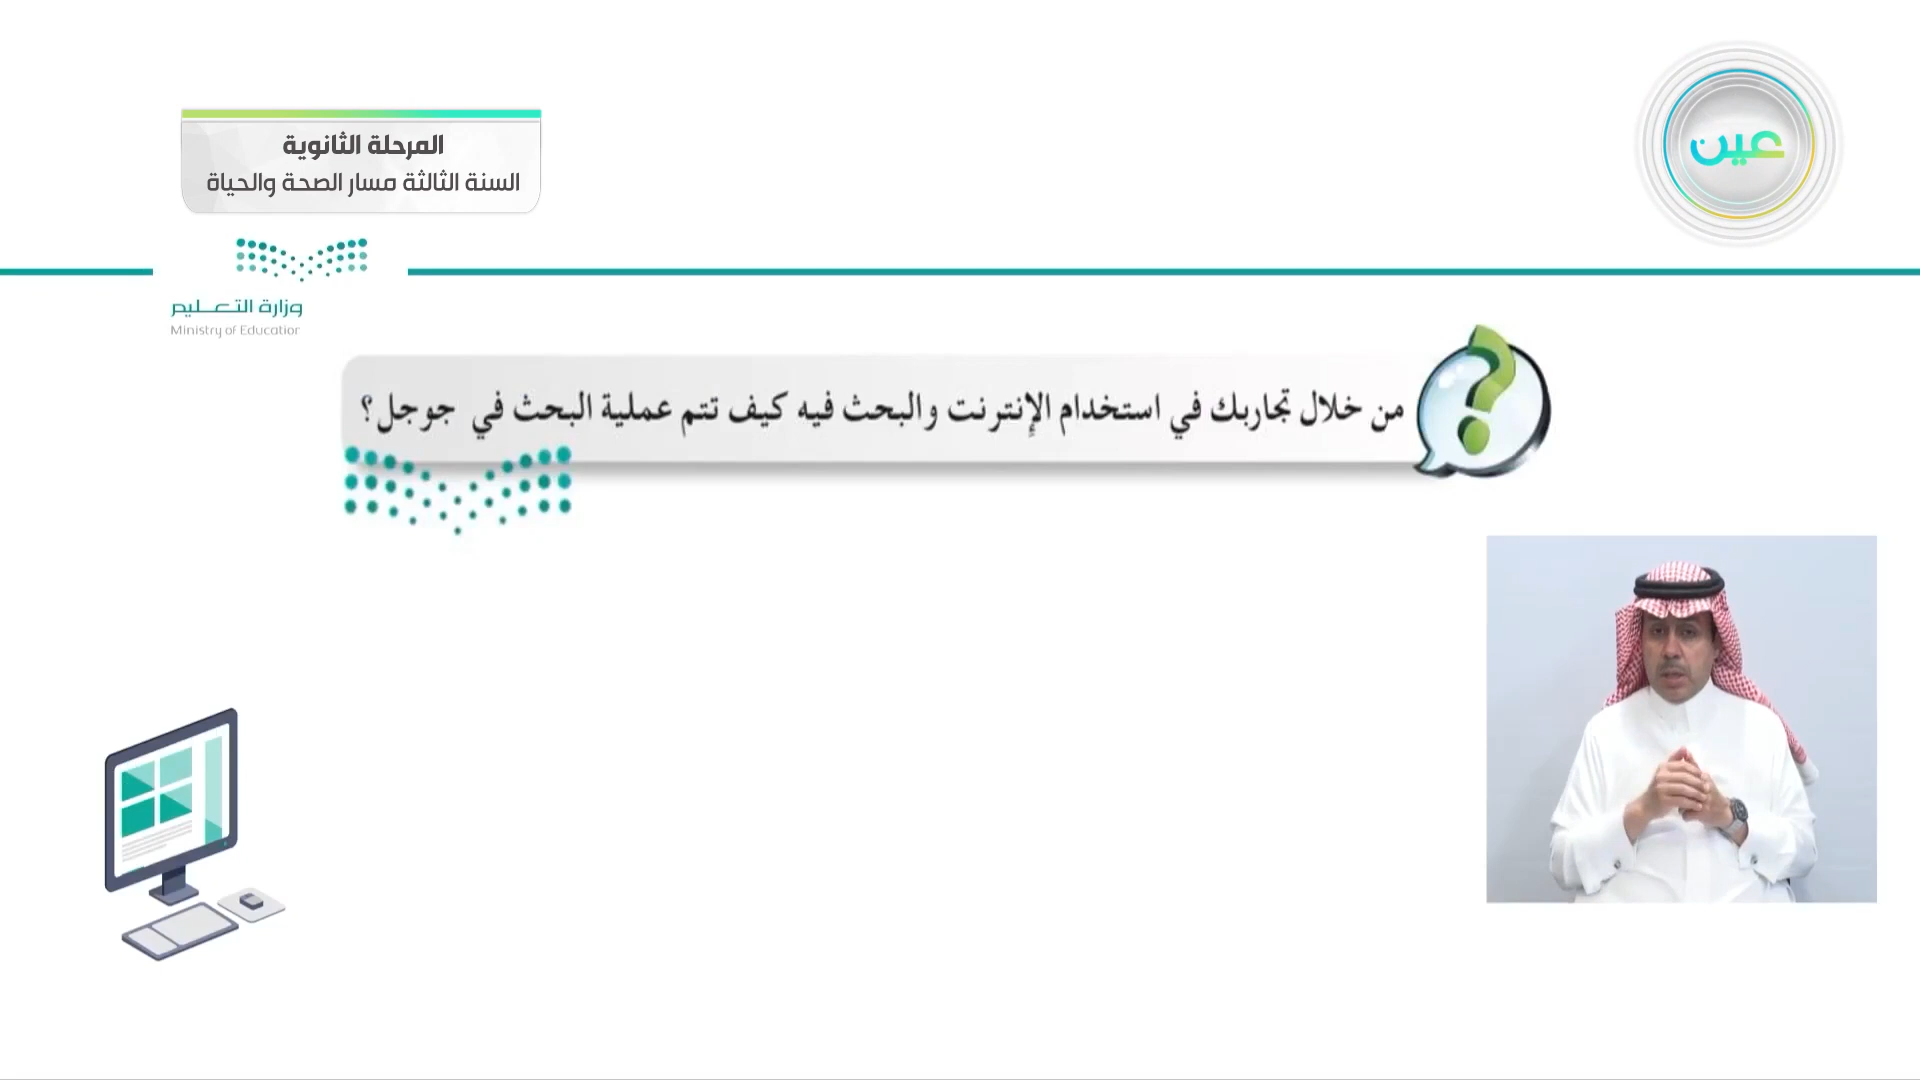 عين
المرحلة الثانوية
السنة الثالثة مسار الصحة والحياة
وزارة التعليم
Ministry of Education
من خلال تجاربك في استخدام الإنترنت والبحث فيه كيف تتم عملية البحث في جوجل ؟